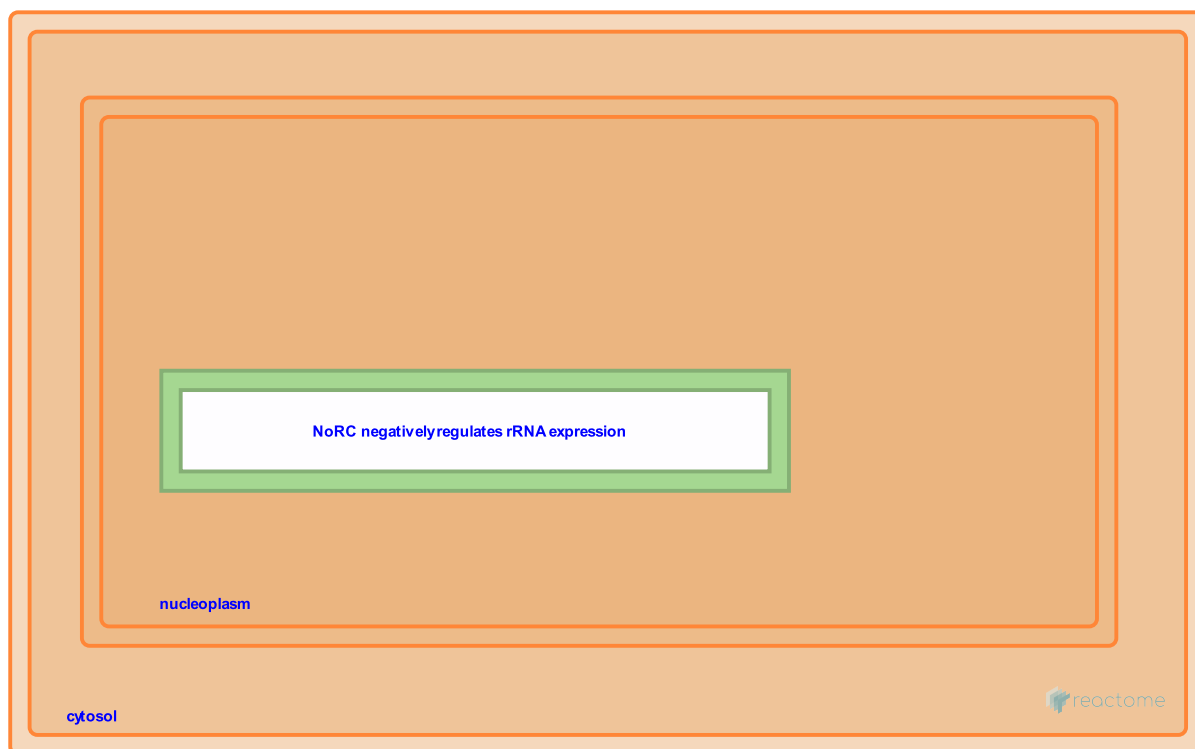 NoRC negatively regulates rRNA expression
nucleoplasm
reactome
cytosol